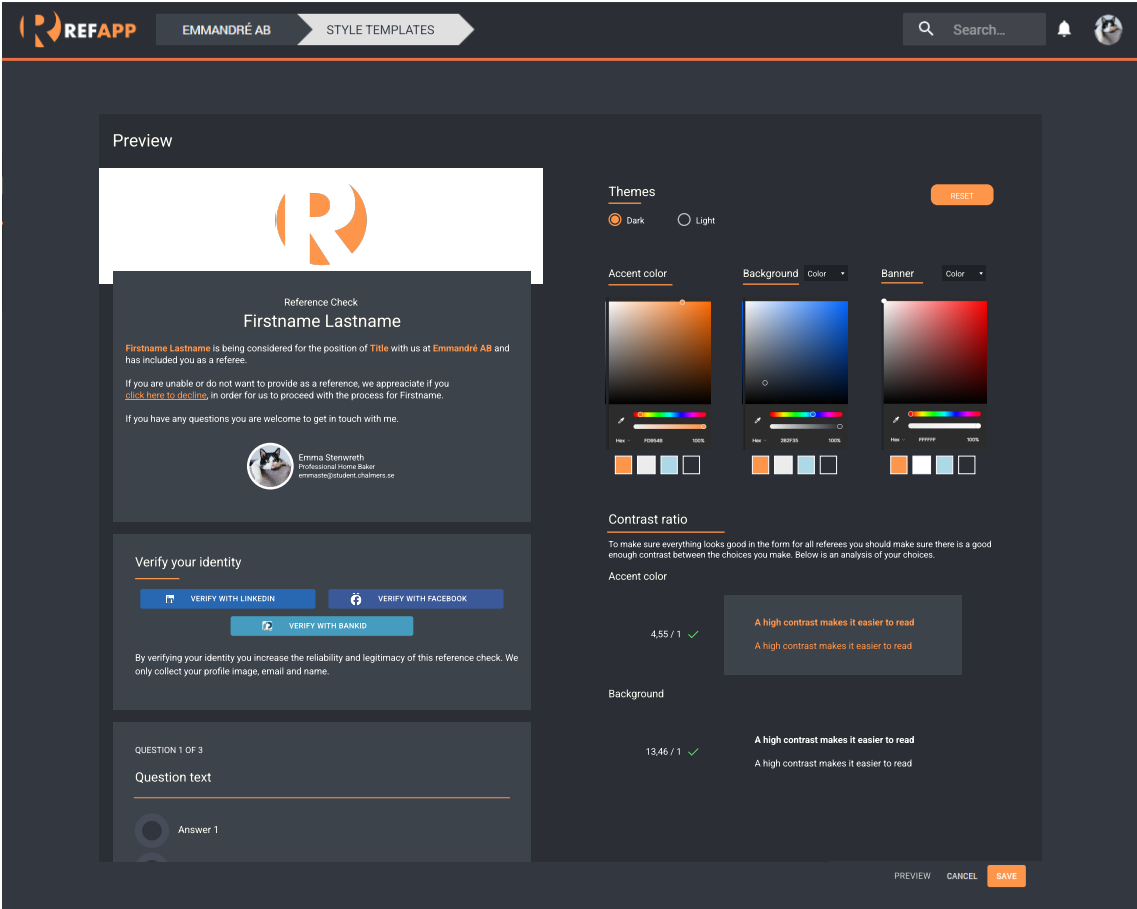 REFAPP
EMMANDRÉ AB
STYLE TEMPLATES
Search...
Preview
R
Reference Check
Firstname Lastname
Firstname Lastname is being considered for the position of Title with us at Emmandré AB and
has included you as a referee.
If you are unable or do not want to provide as a reference, we appreaciate if you
click here to decline, in order for us to proceed with the process for Firstname.
If you have any questions you are welcome to get in touch with me.
Emma Stenwreth
Professional Home Baker
emmaste@student.chalmers.se
Verify your identity
VERIFY WITH LINKEDIN
VERIFY WITH FACEBOOK
VERIFY WITH BANKID
By verifying your identity you increase the reliability and legitimacy of this reference check. We
only collect your profile image, email and name.
QUESTION 1 OF 3
Question text
Answer 1
Themes
RESET
Dark
Light
Accent color
Background
Color
Banner
Color
Hex
FD954B
100%
Hex
2B2F35
100%
Hex
FFFFFF
100%
Contrast ratio
To make sure everything looks good in the form for all referees you should make sure there is a good
enough contrast between the choices you make. Below is an analysis of your choices.
Accent color
4,55 / 1
A high contrast makes it easier to read
A high contrast makes it easier to read
Background
13,46 / 1
A high contrast makes it easier to read
A high contrast makes it easier to read
PREVIEW
CANCEL
SAVE